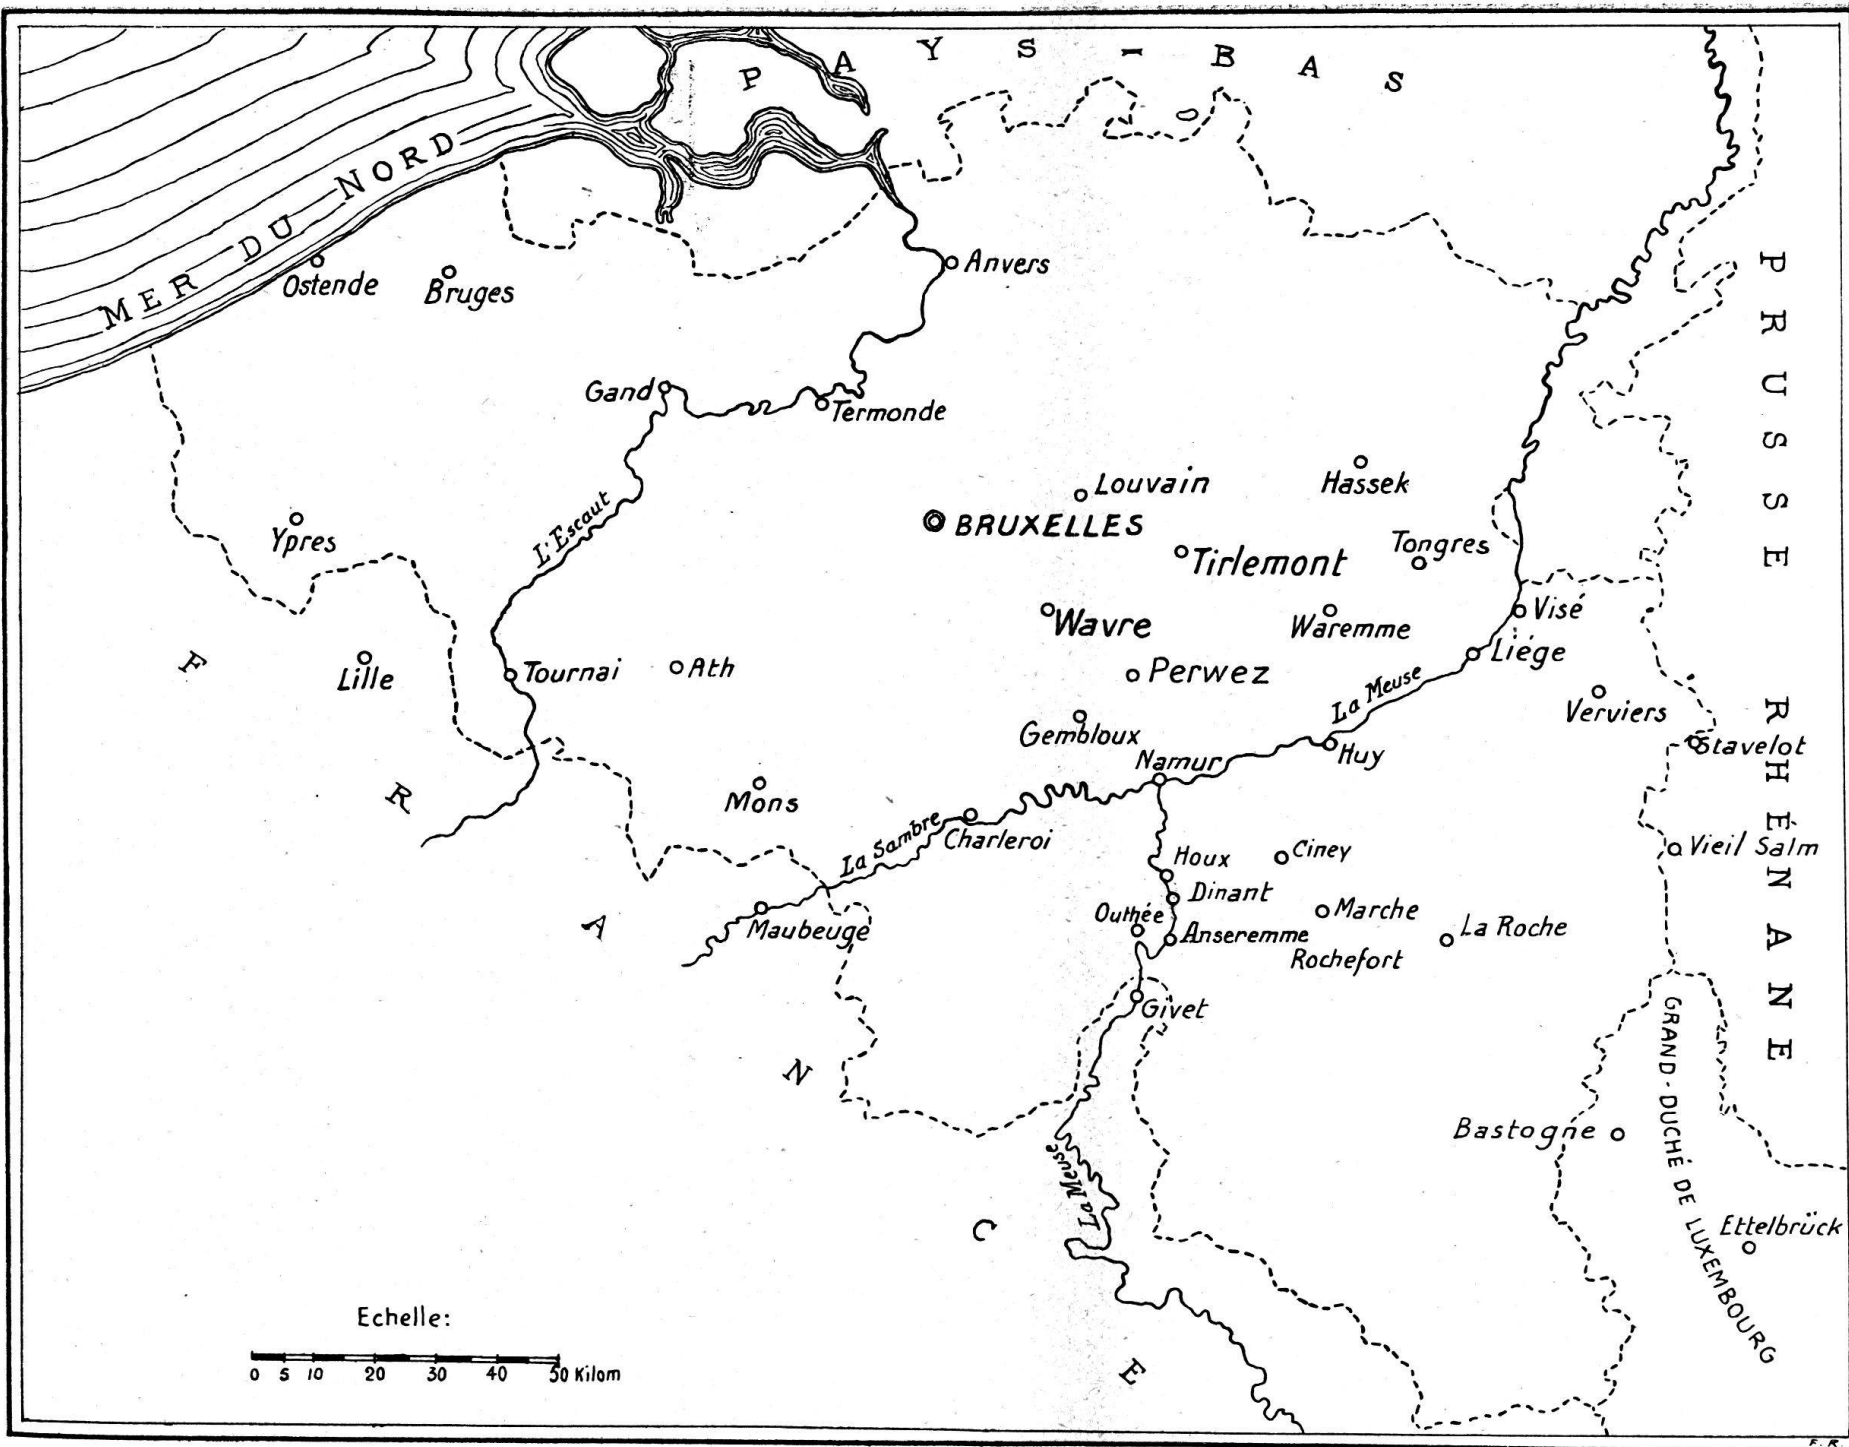 PAYS-BAS
MER DU NORD
Ostende
Bruges
Anvers
Gand
Termonde
L'Escaut
Louvain
Hassek
BRUXELLES
Ypres
Tirlemont
Tongres
Wavre
Waremme
Visé
Liége
Lille
Tournai
Ath
Perwez
La Meuse
Verviers
Gembloux
Namur
Huy
Stavelot
Mons
La Sambre
Charleroi
Houx
Ciney
Vieil Salm
Dinant
Outhée
Marche
Maubeuge
Anseremme
La Roche
Rochefort
Givet
PRUSSE RHÉNANE
FRANCE
GRAND-DUCHÉ DE LUXEMBOURG
Bastogne
La Meuse
Ettelbrück
Echelle:
0 5 10 20 30 40 50 Kilom
F.R.